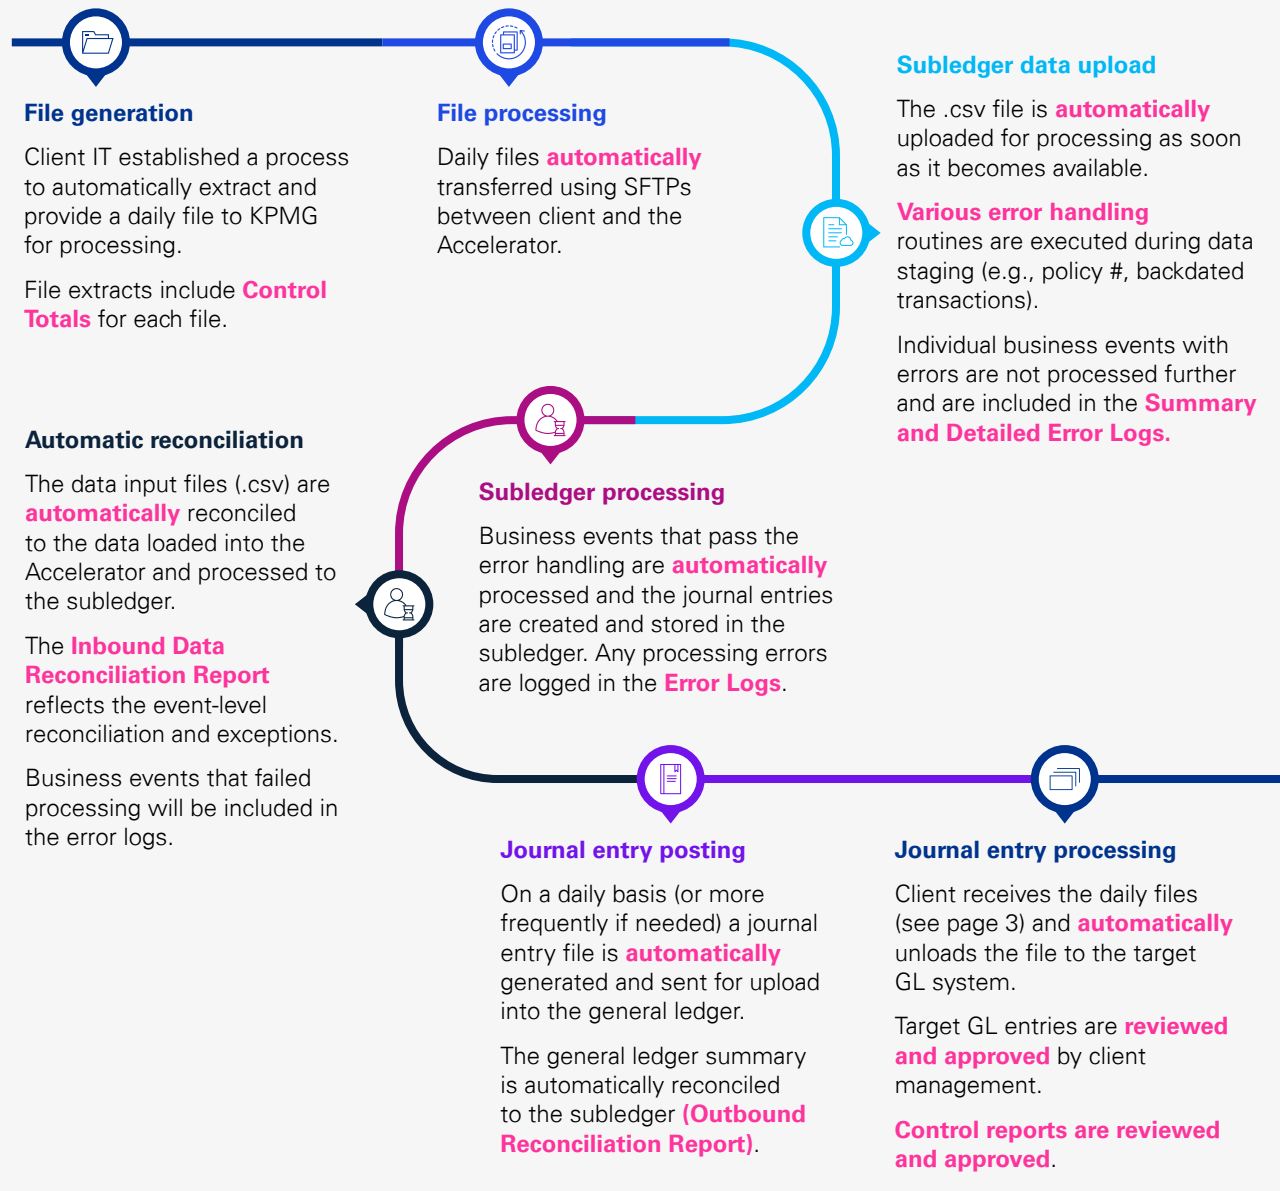 File generation
Client IT established a process
to automatically extract and
provide a daily file to KPMG
for processing.
File extracts include Control
Totals for each file.
File processing
Daily files automatically
transferred using SFTPs
between client and the
Accelerator.
Subledger data upload
The .csv file is automatically
uploaded for processing as soon
as it becomes available.
Various error handling
routines are executed during data
staging (e.g., policy #, backdated
transactions).
Individual business events with
errors are not processed further
and are included in the Summary
and Detailed Error Logs.
Subledger processing
Business events that pass the
error handling are automatically
processed and the journal entries
are created and stored in the
subledger. Any processing errors
are logged in the Error Logs.
Automatic reconciliation
The data input files (.csv) are
automatically reconciled
to the data loaded into the
Accelerator and processed to
the subledger.
The Inbound Data
Reconciliation Report
reflects the event-level
reconciliation and exceptions.
Business events that failed
processing will be included in
the error logs.
Journal entry posting
On a daily basis (or more
frequently if needed) a journal
entry file is automatically
generated and sent for upload
into the general ledger.
The general ledger summary
is automatically reconciled
to the subledger (Outbound
Reconciliation Report).
Journal entry processing
Client receives the daily files
(see page 3) and automatically
unloads the file to the target
GL system.
Target GL entries are reviewed
and approved by client
management.
Control reports are reviewed
and approved.